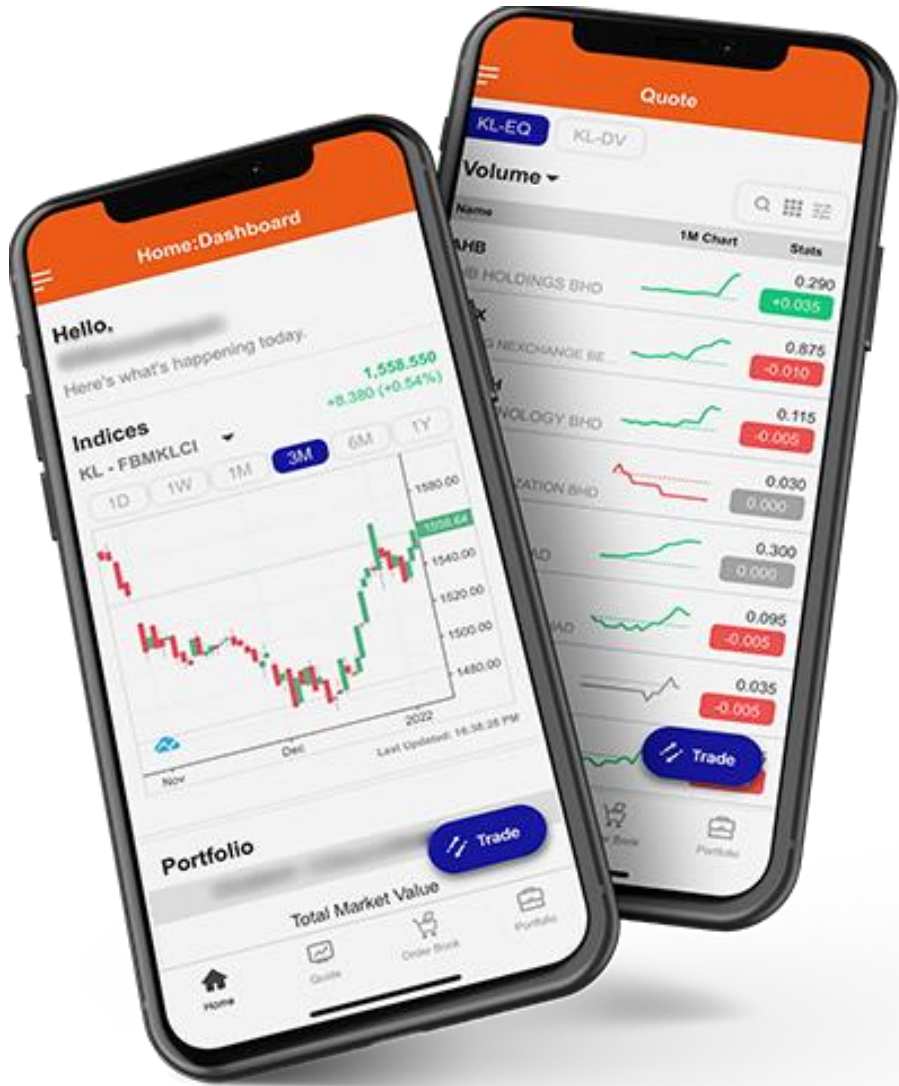 Home:Dashboard
Hello,
Here's what's happening today.
Indices
1,558.550
KL - FBMKLCI
+8.380 (+0.54%)
1D 1W 1M 3M 6M 1Y
1580.00
1558.64
1540.00
1520.00
1500.00
1480.00
Nov Dec 2022
Last Updated: 16:38:28 PM
Portfolio
Trade
Total Market Value
Home Quote Order Book Portfolio
Quote
KL-EQ KL-DV
Volume
Name 1M Chart Stats
AHB
0.290
HOLDINGS BHD
+0.035
0.875
NEXCHANGE BE...
-0.010
0.115
NOLOGY BHD
-0.005
0.030
ZATION BHD
0.000
0.300
AD
0.000
0.095
AD
-0.005
0.035
-0.005
Trade
Book Portfolio